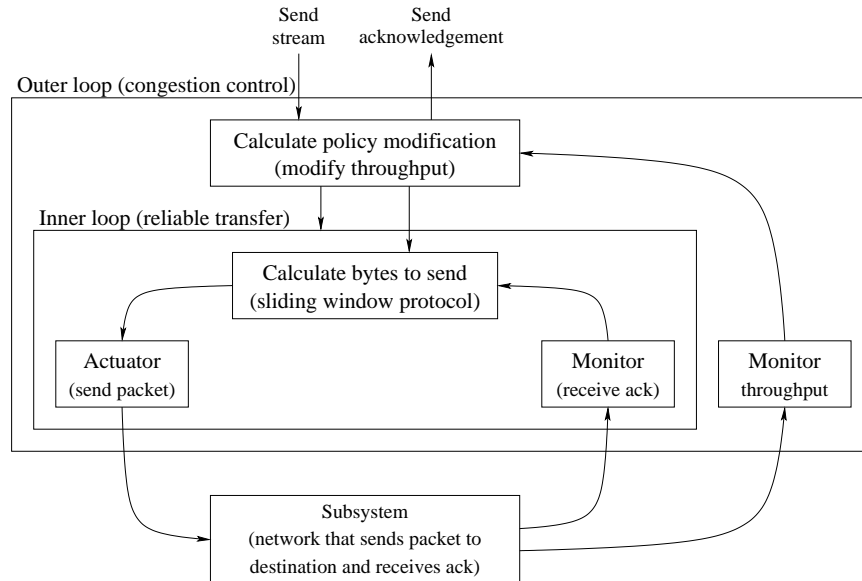 Send
stream
Send
acknowledgement
Outer loop (congestion control)
Calculate policy modification
(modify throughput)
Inner loop (reliable transfer)
Calculate bytes to send
(sliding window protocol)
Actuator
(send packet)
Monitor
(receive ack)
Monitor
throughput
Subsystem
(network that sends packet to
destination and receives ack)